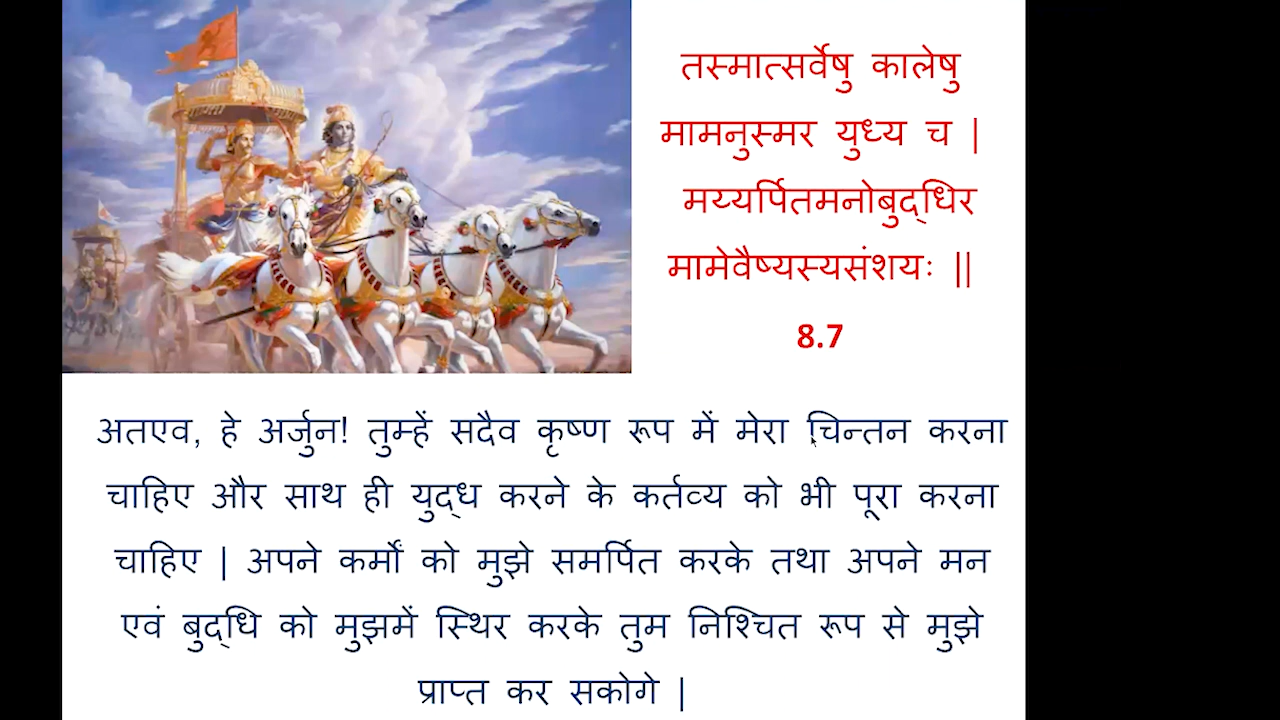 तस्मात्सर्वेषु कालेषु
मामनुस्मर युध्य च |
मय्यर्पितमनोबुद्धिर
मामेवैष्यस्यसंशयः ||
8.7
अतएव, हे अर्जुन! तुम्हें सदैव कृष्ण रूप में मेरा चिन्तन करना
चाहिए और साथ ही युद्ध करने के कर्तव्य को भी पूरा करना
चाहिए | अपने कर्मों को मुझे समर्पित करके तथा अपने मन
एवं बुद्धि को मुझमें स्थिर करके तुम निश्चित रूप से मुझे
प्राप्त कर सकोगे |